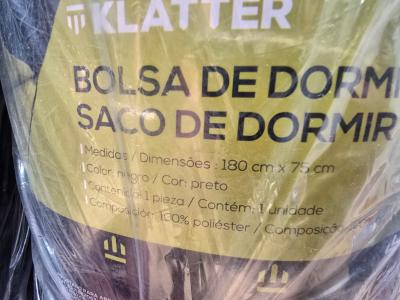 KLATTER
BOLSA DE DORMI
SACO DE DORMIR
Medidas / Dimensões : 180 cm x 75 cm
Color: negro / Cor: preto
Contenido: 1 pieza / Contém: 1 unidade
Composición: 100% poliéster / Composição